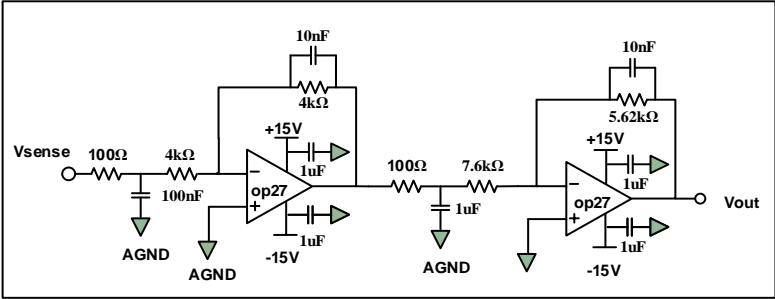 10nF
4kΩ
10nF
5.62kΩ
+15V
1uF
+15V
1uF
Vsense
100Ω
4kΩ
100nF
−
op27
+
100Ω
7.6kΩ
1uF
−
op27
+
Vout
1uF
-15V
1uF
-15V
AGND
AGND
AGND